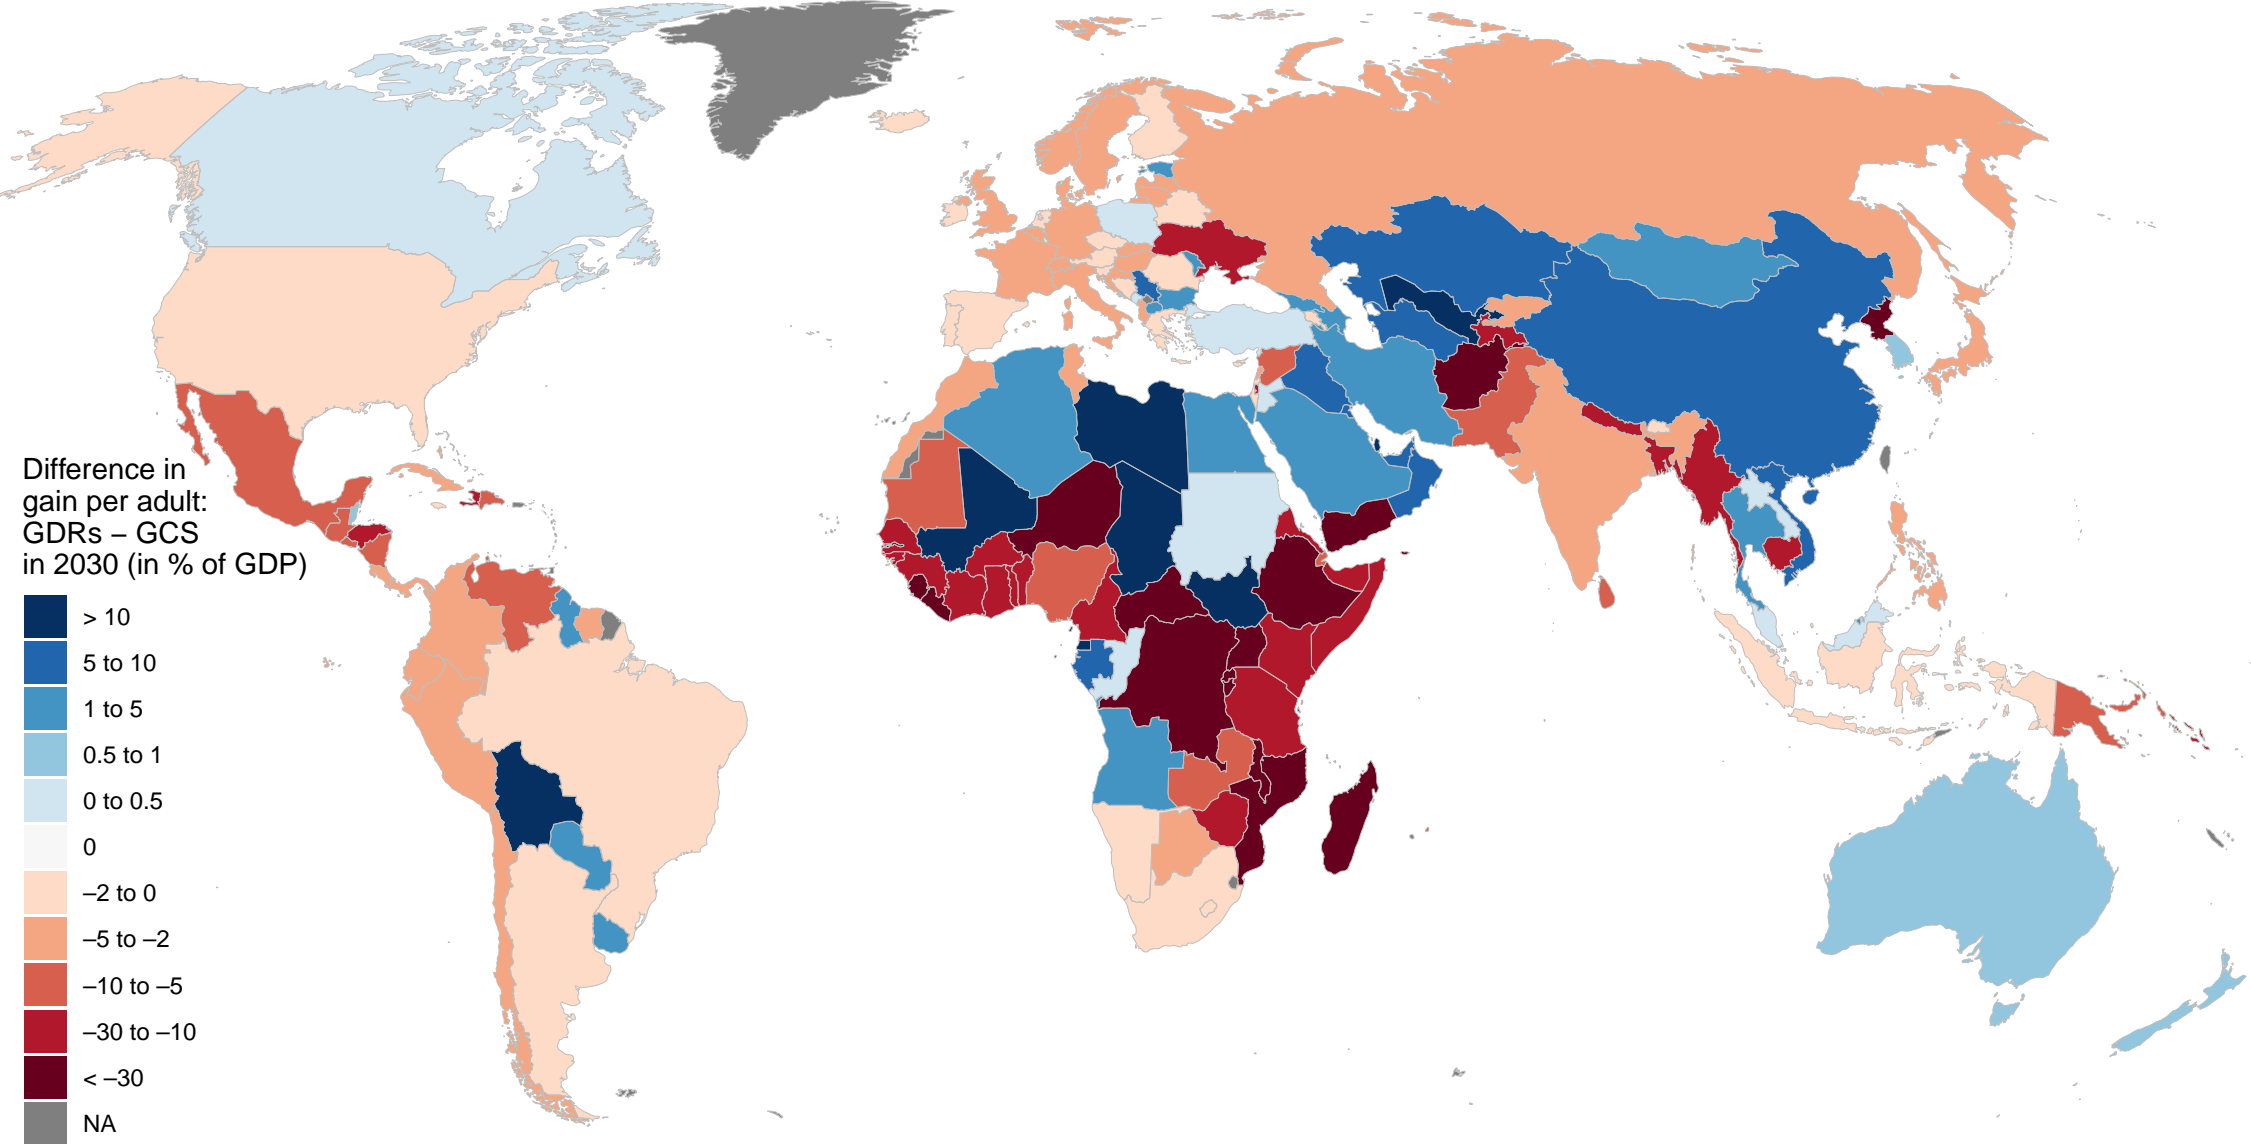 Difference in
gain per adult:
GDRs – GCS
in 2030 (in % of GDP)
> 10
5 to 10
1 to 5
0.5 to 1
0 to 0.5
0
–2 to 0
–5 to –2
–10 to –5
–30 to –10
< –30
NA